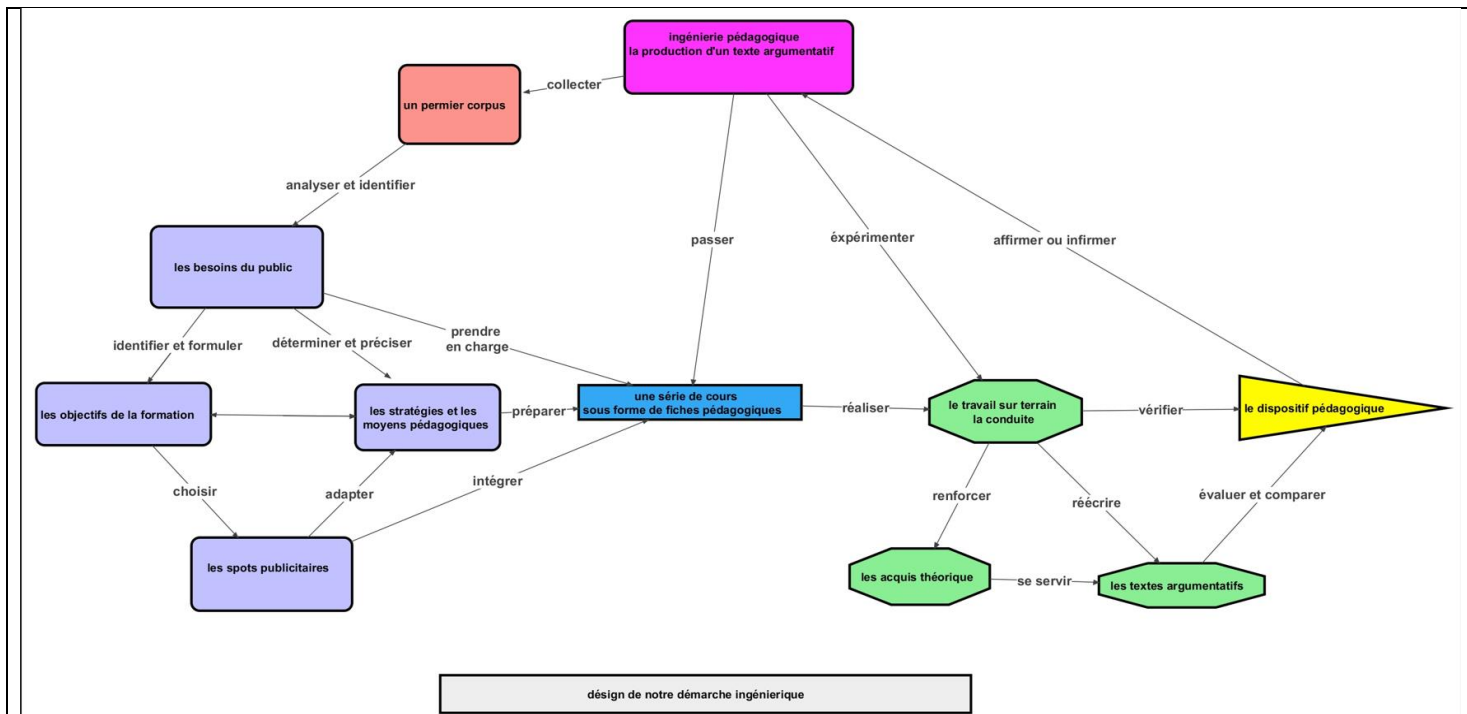 ingénierie pédagogique
la production d'un texte argumentatif
collecter
un permier corpus
analyser et identifier
passer
éxpérimenter
affirmer ou infirmer
les besoins du public
identifier et formuler
déterminer et préciser
prendre
en charge
les objectifs de la formation
les stratégies et les
moyens pédagogiques
préparer
une série de cours
sous forme de fiches pédagogiques
réaliser
le travail sur terrain
la conduite
vérifier
le dispositif pédagogique
choisir
adapter
intégrer
renforcer
réécrire
évaluer et comparer
les spots publicitaires
les acquis théorique
se servir
les textes argumentatifs
désign de notre démarche ingénierique